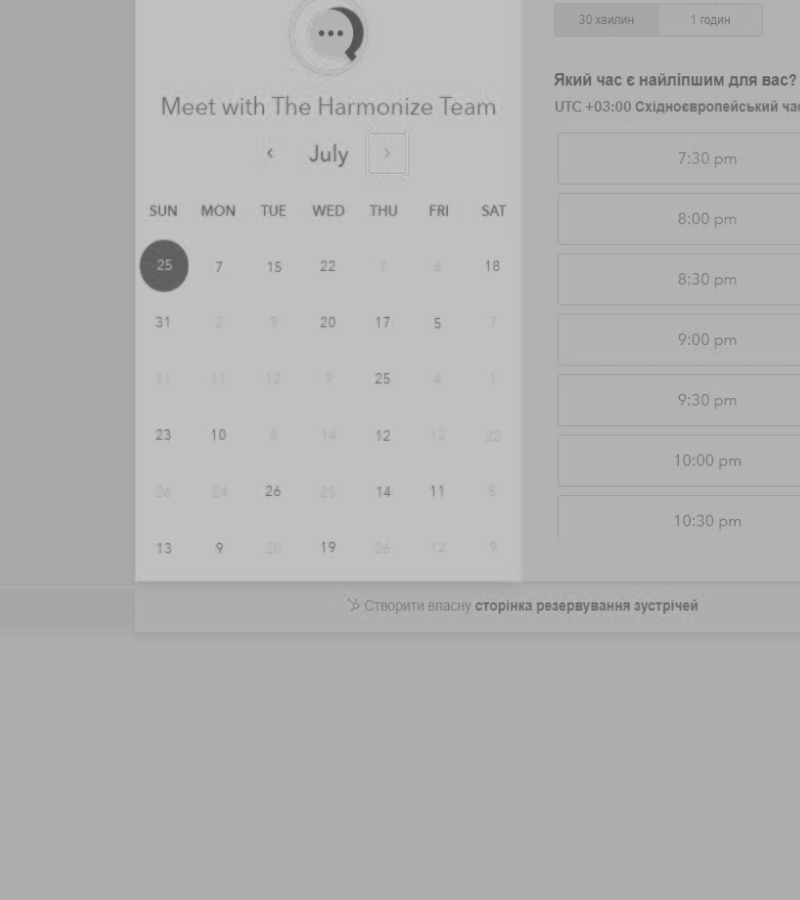 30 хвилин 1 годин
Який час є найліпшим для вас?
UTC +03:00 Східноєвропейський час
Meet with The Harmonize Team
July
SUN MON TUE WED THU FRI SAT
25 7 15 22 7 6 18
31 2 9 20 17 5 7
11 11 12 9 25 4 1
23 10 8 14 12 12 22
26 24 26 25 14 11 5
13 9 20 19 26 12 9
7:30 pm
8:00 pm
8:30 pm
9:00 pm
9:30 pm
10:00 pm
10:30 pm
Створити власну сторінка резервування зустрічей